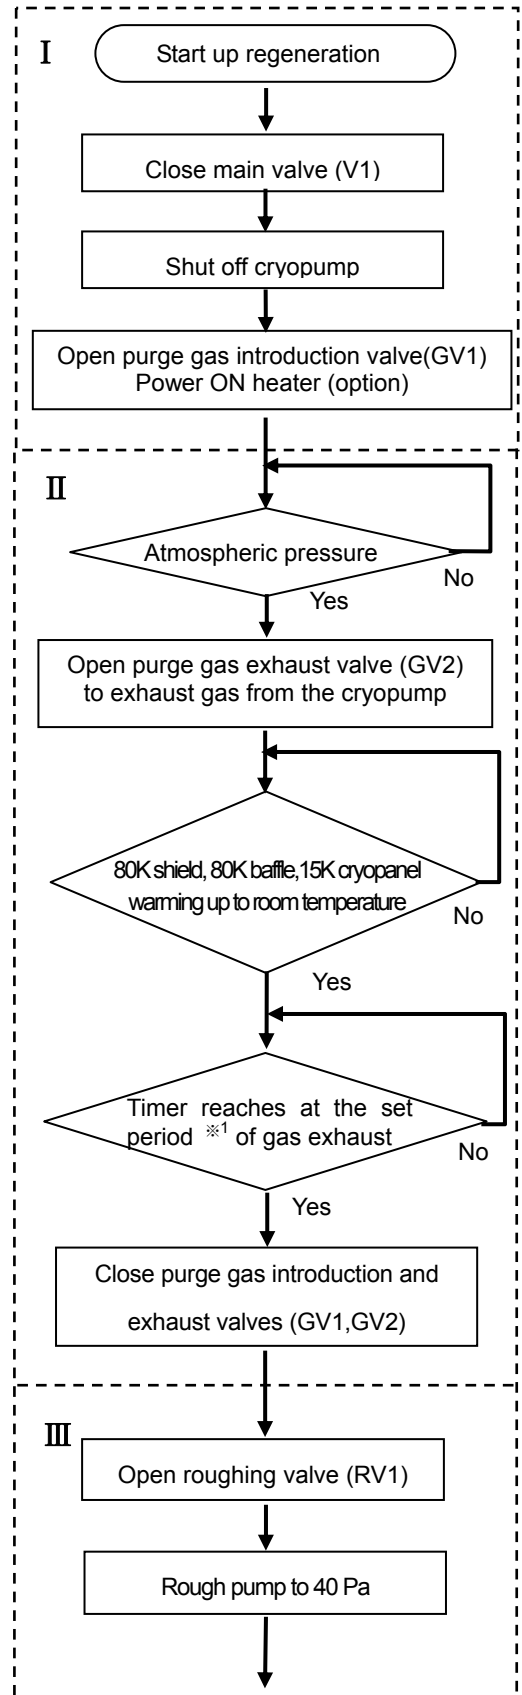 Ⅰ
Start up regeneration
Close main valve (V1)
Shut off cryopump
Open purge gas introduction valve(GV1)
Power ON heater (option)
Ⅱ
Atmospheric pressure
No
Yes
Open purge gas exhaust valve (GV2)
to exhaust gas from the cryopump
80K shield, 80K baffle,15K cryopanel
warming up to room temperature
No
Yes
Timer reaches at the set
period ※1 of gas exhaust
No
Yes
Close purge gas introduction and
exhaust valves (GV1,GV2)
Ⅲ
Open roughing valve (RV1)
Rough pump to 40 Pa